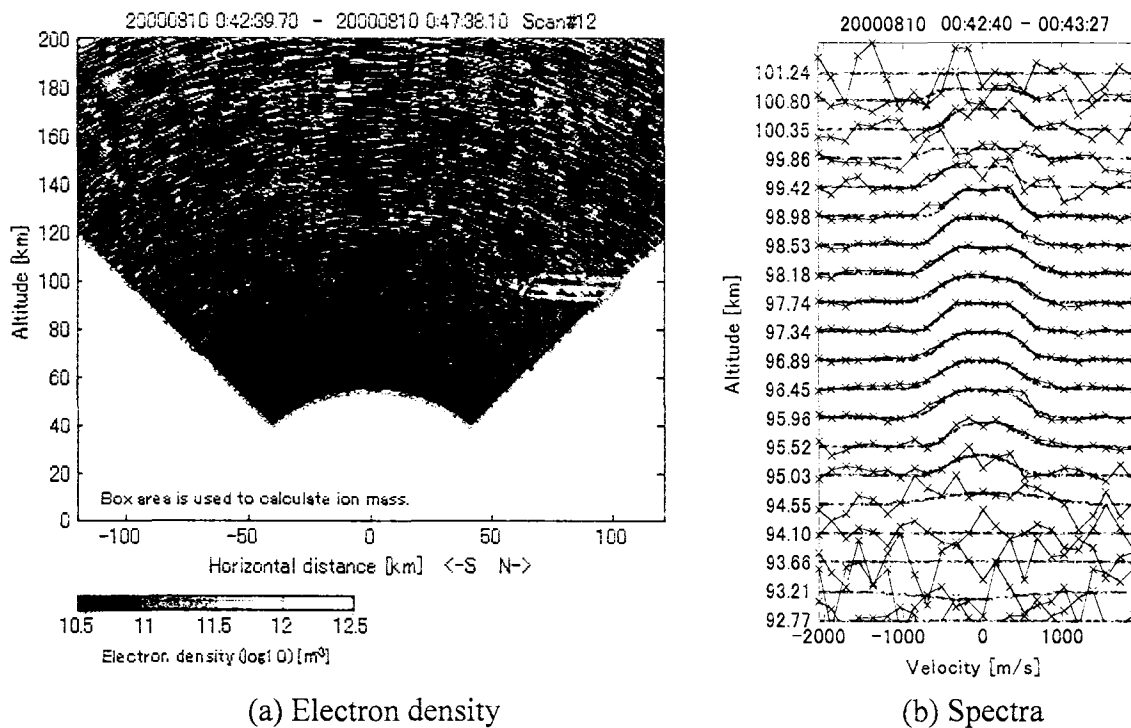 20000810 0:42:39.70 - 20000810 0:47:38.10 Scan#12
200
180
160
140
120
100
80
60
40
20
0
Altitude [km]
Box area is used to calculate ion mass.
-100 -50 0 50 100
Horizontal distance [km] <-S N->
10.5 11 11.5 12 12.5
Electron density (log10) [m³]
(a) Electron density
20000810 00:42:40 - 00:43:27
101.24
100.80
100.35
99.86
99.42
98.98
98.53
98.18
97.74
97.34
96.89
96.45
95.96
95.52
95.03
94.55
94.10
93.66
93.21
92.77
Altitude [km]
-2000 -1000 0 1000
Velocity [m/s]
(b) Spectra